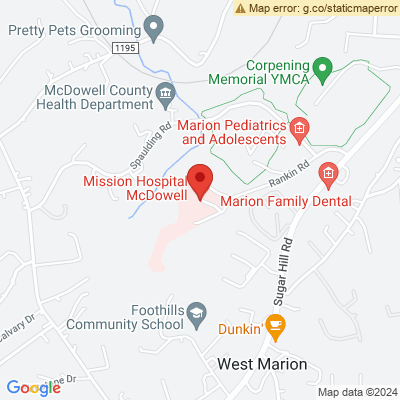 Map error: g.co/staticmaperror
Pretty Pets Grooming
1195
Corpening
Memorial YMCA
McDowell County
Health Department
Spaulding Rd
Marion Pediatrics
and Adolescents
Rankin Rd
Mission Hospital
McDowell
Marion Family Dental
Sugar Hill Rd
Foothills
Community School
Dunkin'
Calvary Dr
West Marion
Google
Dr
Map data ©2024